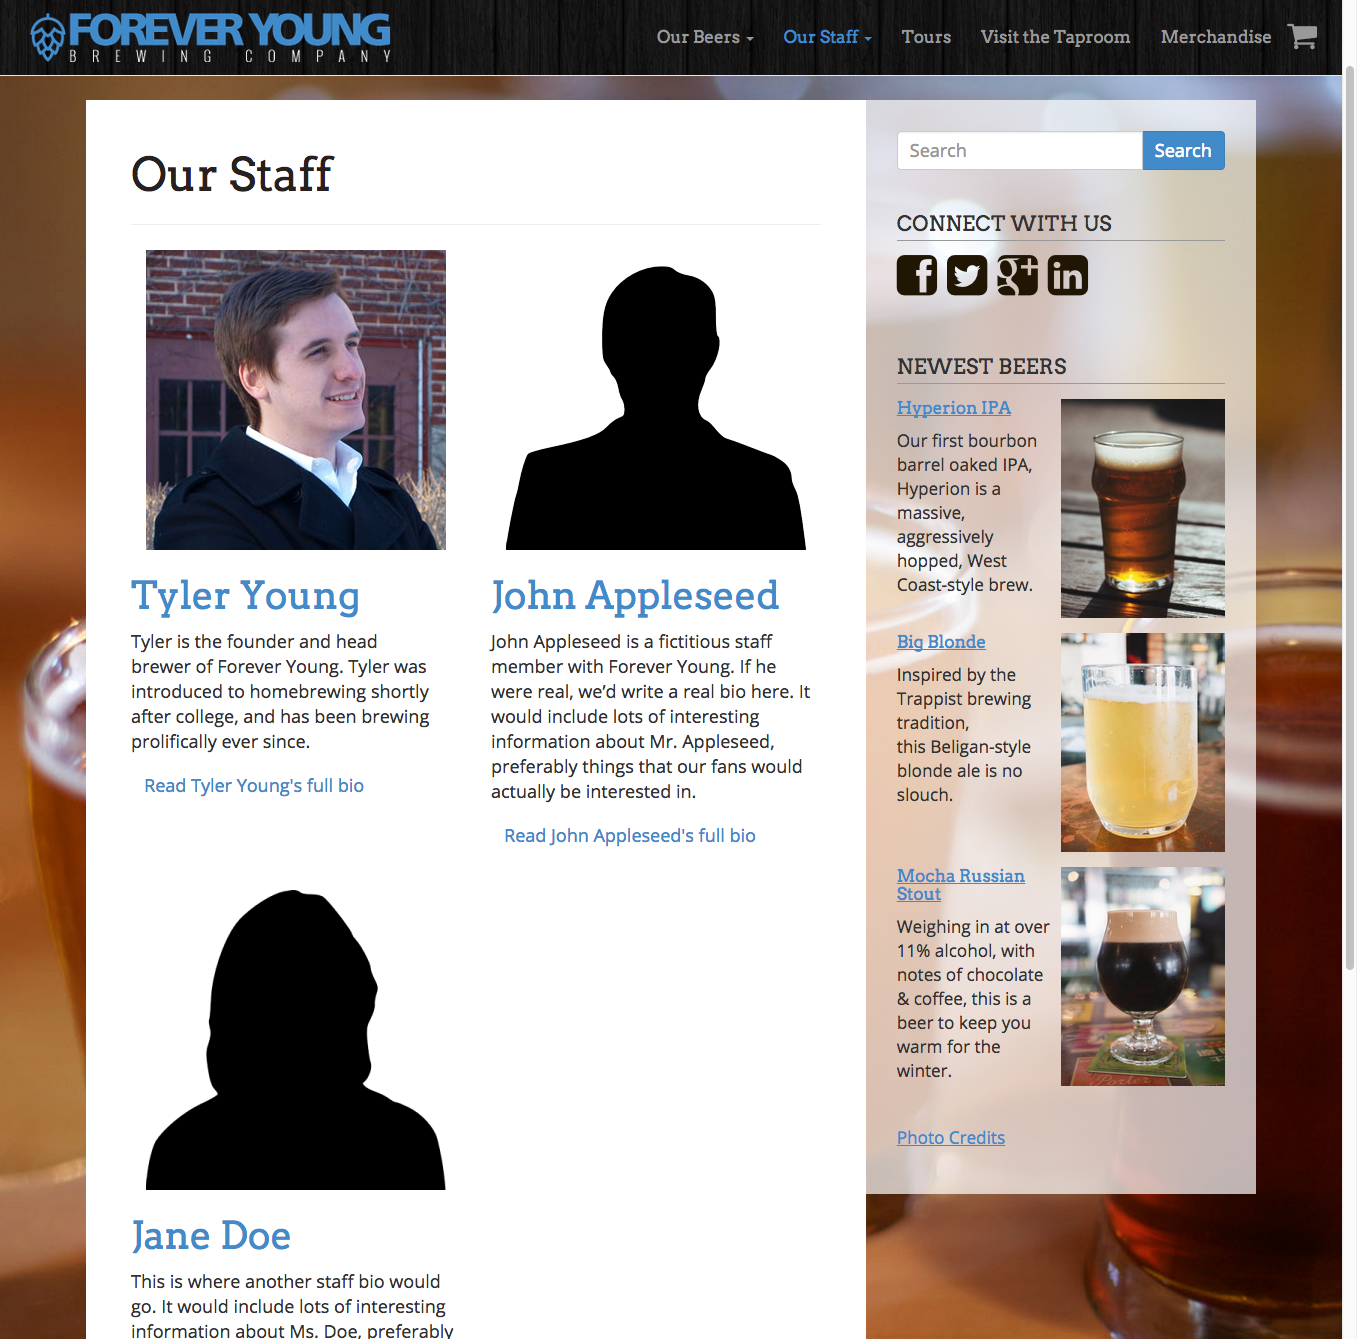 FOREVER YOUNG
BREWING COMPANY
Our Beers
Our Staff
Tours
Visit the Taproom
Merchandise
Our Staff
Tyler Young
Tyler is the founder and head
brewer of Forever Young. Tyler was
introduced to homebrewing shortly
after college, and has been brewing
prolifically ever since.
Read Tyler Young's full bio
John Appleseed
John Appleseed is a fictitious staff
member with Forever Young. If he
were real, we’d write a real bio here. It
would include lots of interesting
information about Mr. Appleseed,
preferably things that our fans would
actually be interested in.
Read John Appleseed's full bio
Jane Doe
This is where another staff bio would
go. It would include lots of interesting
information about Ms. Doe, preferably
Search
Search
CONNECT WITH US
f
g+
in
NEWEST BEERS
Hyperion IPA
Our first bourbon
barrel oaked IPA,
Hyperion is a
massive,
aggressively
hopped, West
Coast-style brew.
Big Blonde
Inspired by the
Trappist brewing
tradition,
this Beligan-style
blonde ale is no
slouch.
Mocha Russian
Stout
Weighing in at over
11% alcohol, with
notes of chocolate
& coffee, this is a
beer to keep you
warm for the
winter.
Porter
Photo Credits